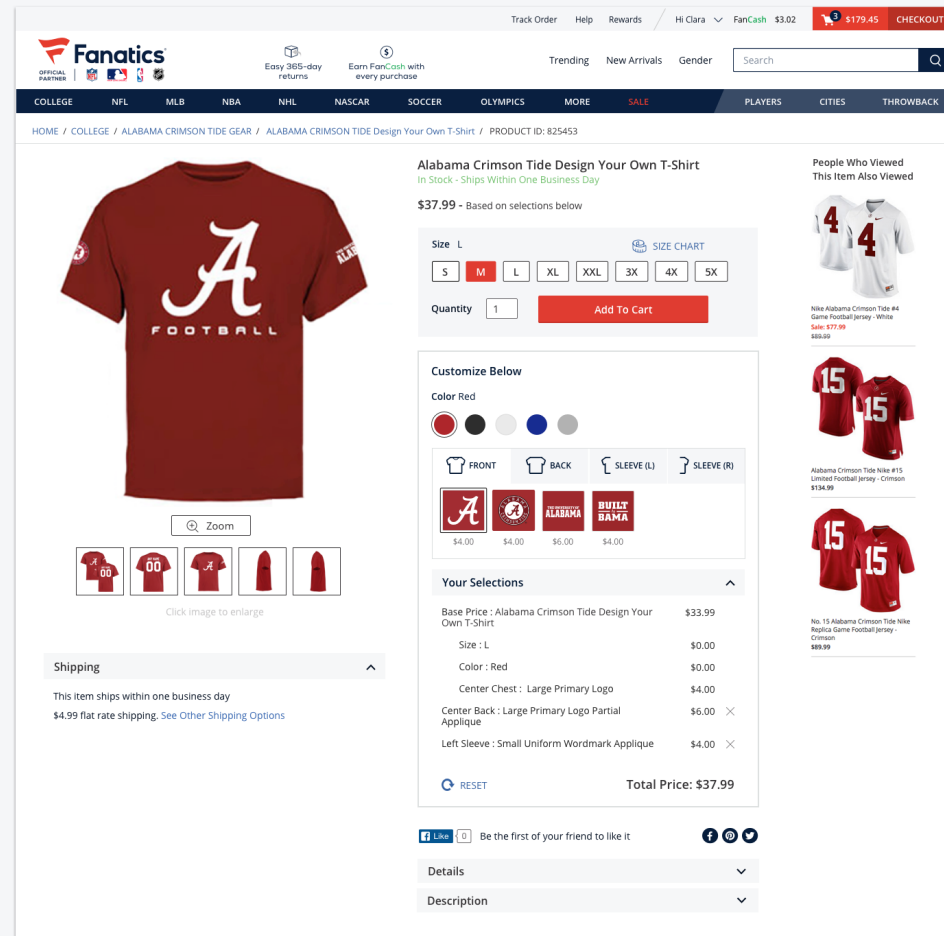 Track Order Help Rewards Hi Clara FanCash $3.02 3 $179.45 CHECKOUT
Fanatics
OFFICIAL
PARTNER
Easy 365-day
returns
$
Earn FanCash with
every purchase
Trending New Arrivals Gender Search
COLLEGE NFL MLB NBA NHL NASCAR SOCCER OLYMPICS MORE SALE PLAYERS CITIES THROWBACK
HOME / COLLEGE / ALABAMA CRIMSON TIDE GEAR / ALABAMA CRIMSON TIDE Design Your Own T-Shirt / PRODUCT ID: 825453
A
FOOTBALL
Zoom
Click image to enlarge
Shipping
This item ships within one business day
$4.99 flat rate shipping. See Other Shipping Options
Alabama Crimson Tide Design Your Own T-Shirt
In Stock - Ships Within One Business Day
$37.99 - Based on selections below
Size L SIZE CHART
S M L XL XXL 3X 4X 5X
Quantity 1 Add To Cart
Customize Below
Color Red
FRONT BACK SLEEVE (L) SLEEVE (R)
A
THE UNIVERSITY OF
ALABAMA
BUILT
BY
BAMA
$4.00 $4.00 $6.00 $4.00
Your Selections
Base Price : Alabama Crimson Tide Design Your $33.99
Own T-Shirt
Size : L $0.00
Color : Red $0.00
Center Chest : Large Primary Logo $4.00
Center Back : Large Primary Logo Partial $6.00
Applique
Left Sleeve : Small Uniform Wordmark Applique $4.00
RESET Total Price: $37.99
Like 0 Be the first of your friend to like it
Details
Description
People Who Viewed
This Item Also Viewed
4
4
Nike Alabama Crimson Tide #4
Game Football Jersey - White
Sale: $77.99
$89.99
15
15
Alabama Crimson Tide Nike #15
Limited Football Jersey - Crimson
$134.99
15
15
No. 15 Alabama Crimson Tide Nike
Replica Game Football Jersey -
Crimson
$89.99